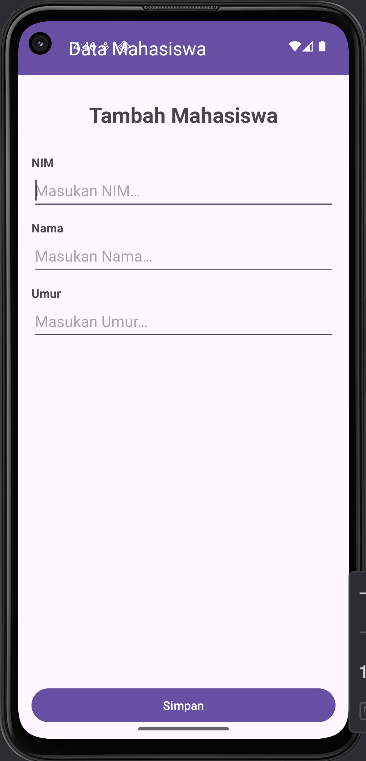 Data Mahasiswa
Tambah Mahasiswa
NIM
Masukan NIM...
Nama
Masukan Nama...
Umur
Masukan Umur...
Simpan